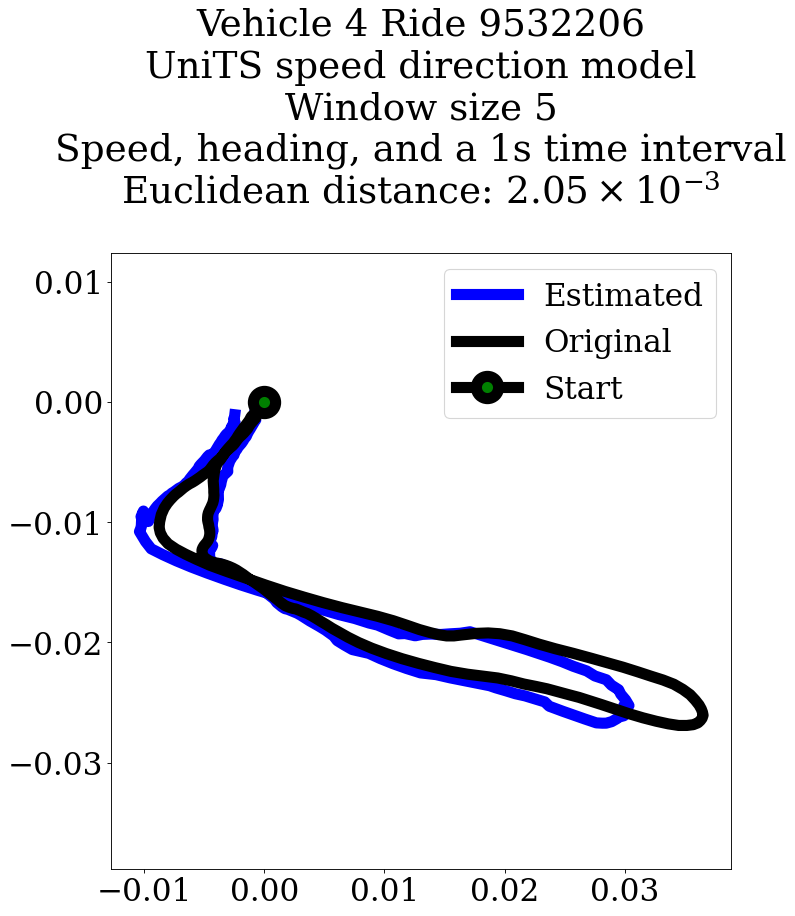 Vehicle 4 Ride 9532206
UniTS speed direction model
Window size 5
Speed, heading, and a 1s time interval
Euclidean distance: 2.05 × 10⁻³
Estimated
Original
Start
0.01
0.00
−0.01
−0.02
−0.03
−0.01 0.00 0.01 0.02 0.03